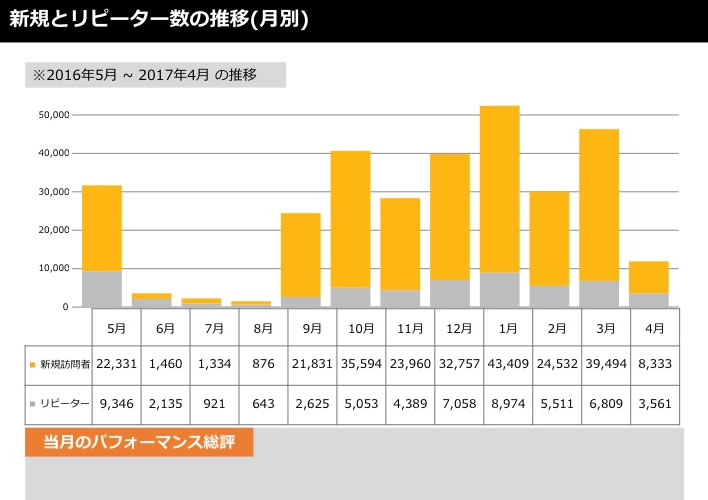 新規とリピーター数の推移(月別)
※2016年5月 ~ 2017年4月 の推移
50,000
40,000
30,000
20,000
10,000
0
5月 6月 7月 8月 9月 10月 11月 12月 1月 2月 3月 4月
新規訪問者 22,331 1,460 1,334 876 21,831 35,594 23,960 32,757 43,409 24,532 39,494 8,333
リピーター 9,346 2,135 921 643 2,625 5,053 4,389 7,058 8,974 5,511 6,809 3,561
当月のパフォーマンス総評